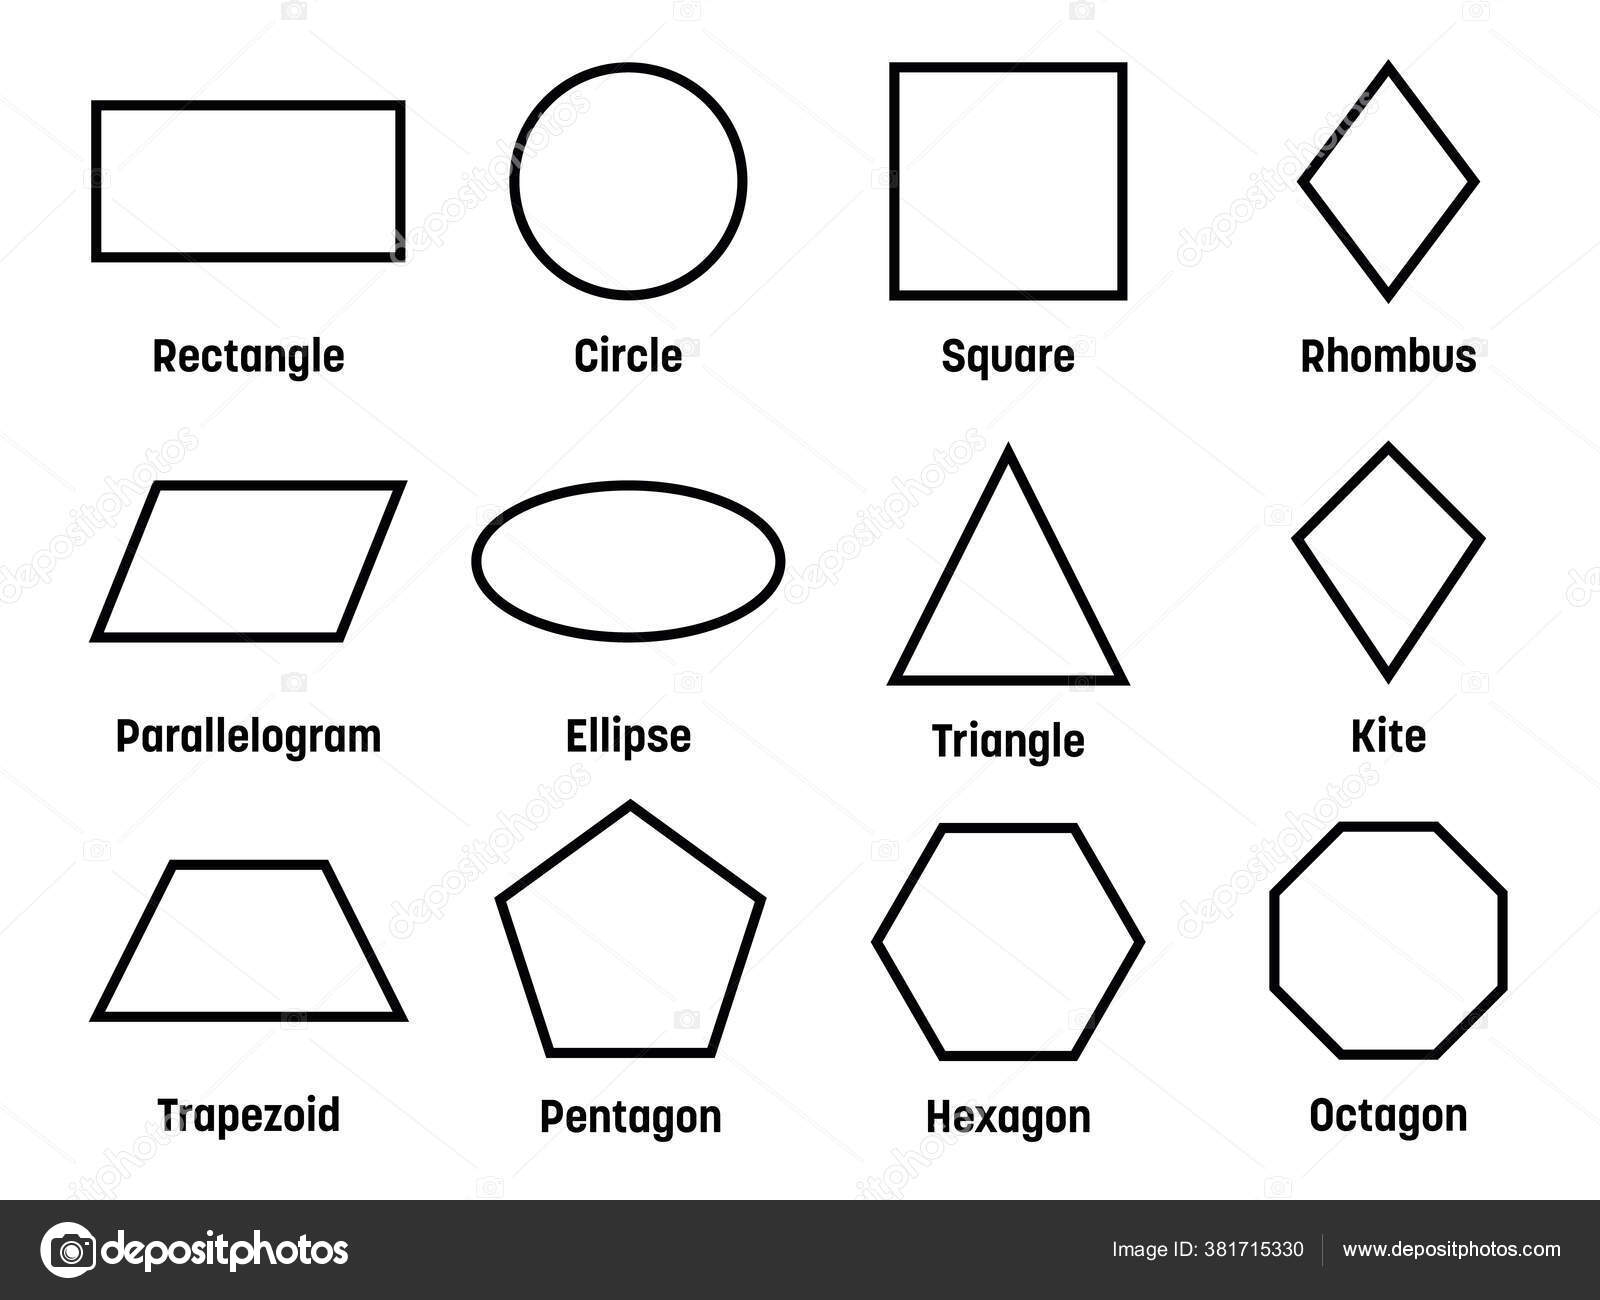 Rectangle Circle Square Rhombus
Parallelogram Ellipse Triangle Kite
Trapezoid Pentagon Hexagon Octagon
depositphotos
Image ID: 381715330 www.depositphotos.com